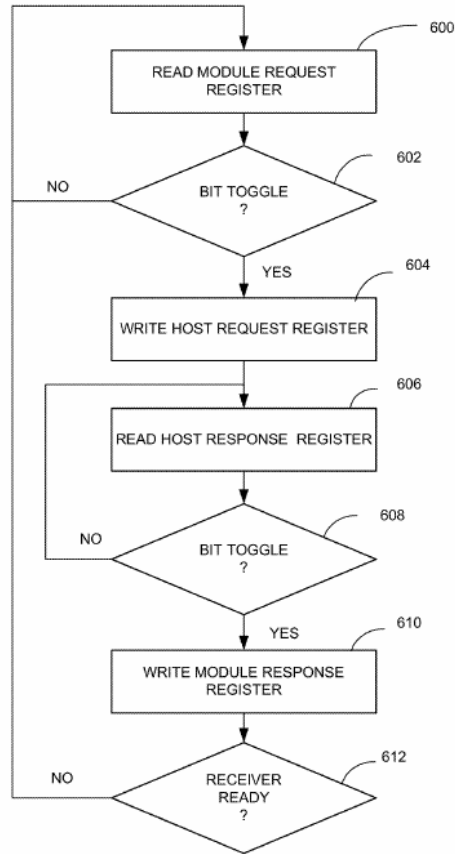 600
READ MODULE REQUEST
REGISTER
602
NO
BIT TOGGLE
?
YES
604
WRITE HOST REQUEST REGISTER
606
READ HOST RESPONSE REGISTER
608
NO
BIT TOGGLE
?
YES
610
WRITE MODULE RESPONSE
REGISTER
612
NO
RECEIVER
READY
?